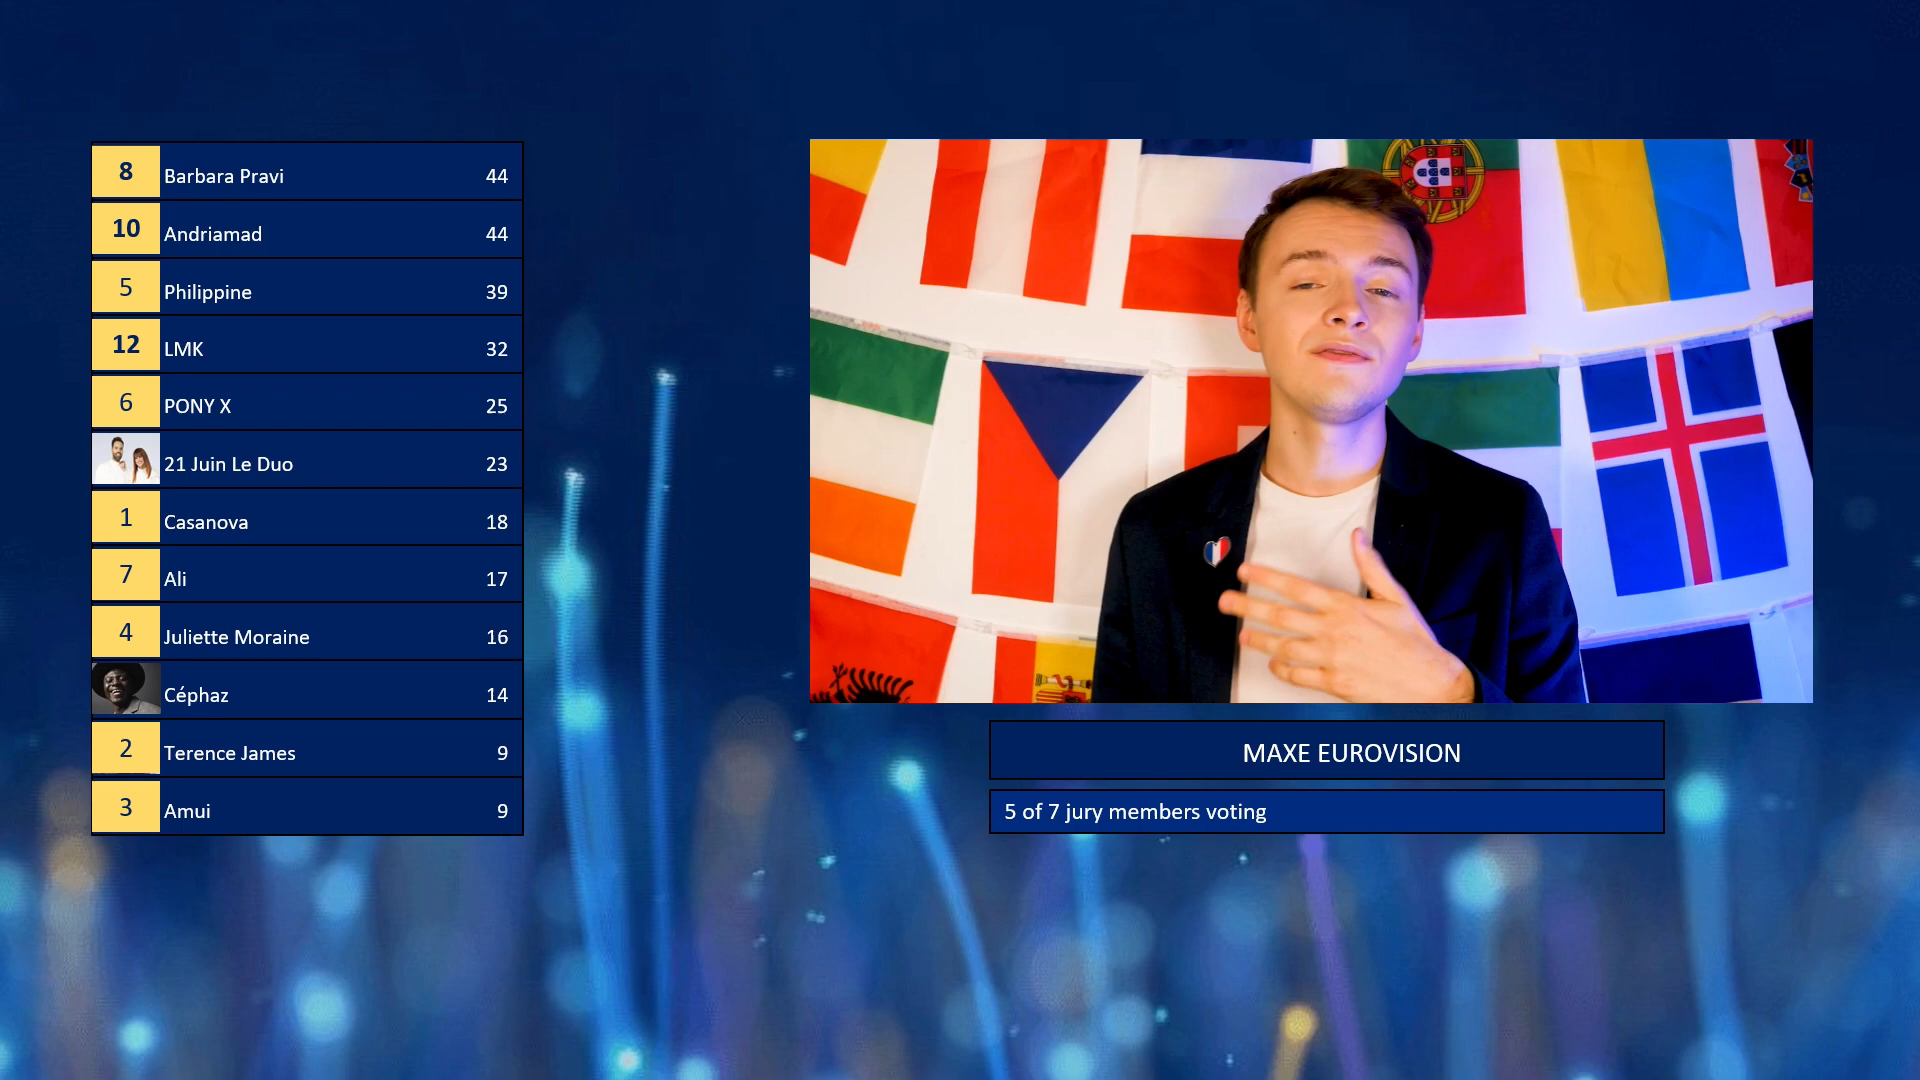 8 Barbara Pravi 44
10 Andriamad 44
5 Philippine 39
12 LMK 32
6 PONY X 25
21 Juin Le Duo 23
1 Casanova 18
7 Ali 17
4 Juliette Moraine 16
Céphaz 14
2 Terence James 9
3 Amui 9
MAXE EUROVISION
5 of 7 jury members voting